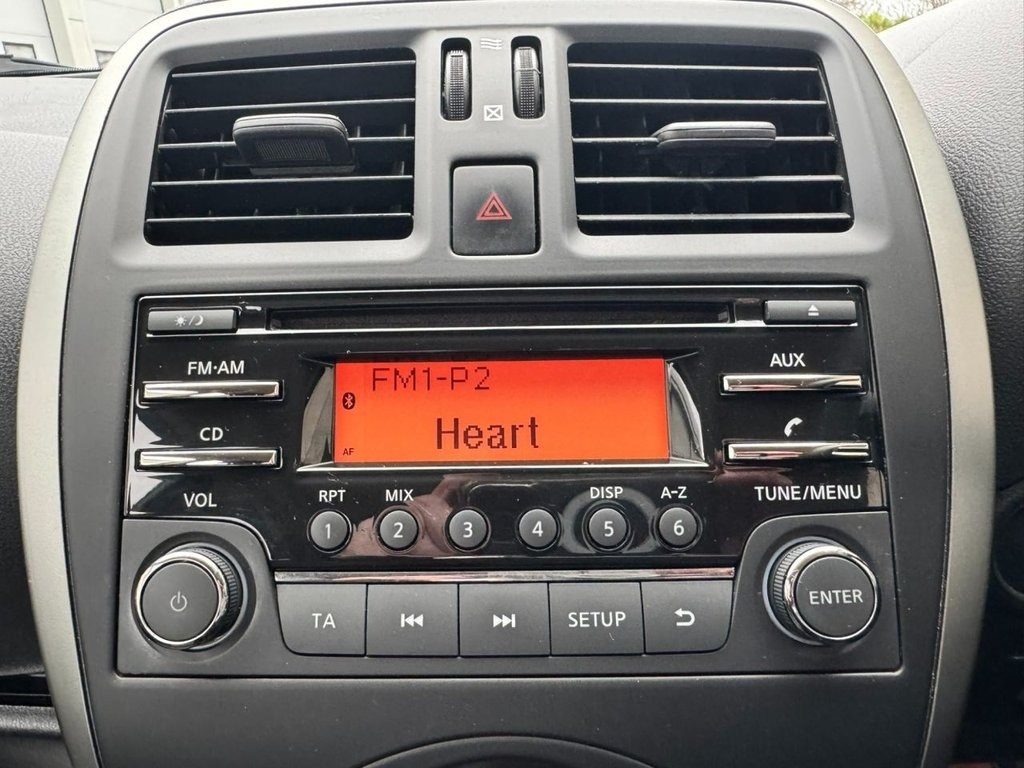 FM·AM
AUX
FM1-P2
CD
Heart
AF
VOL
RPT
MIX
DISP
A-Z
TUNE/MENU
1
2
3
4
5
6
TA
SETUP
ENTER